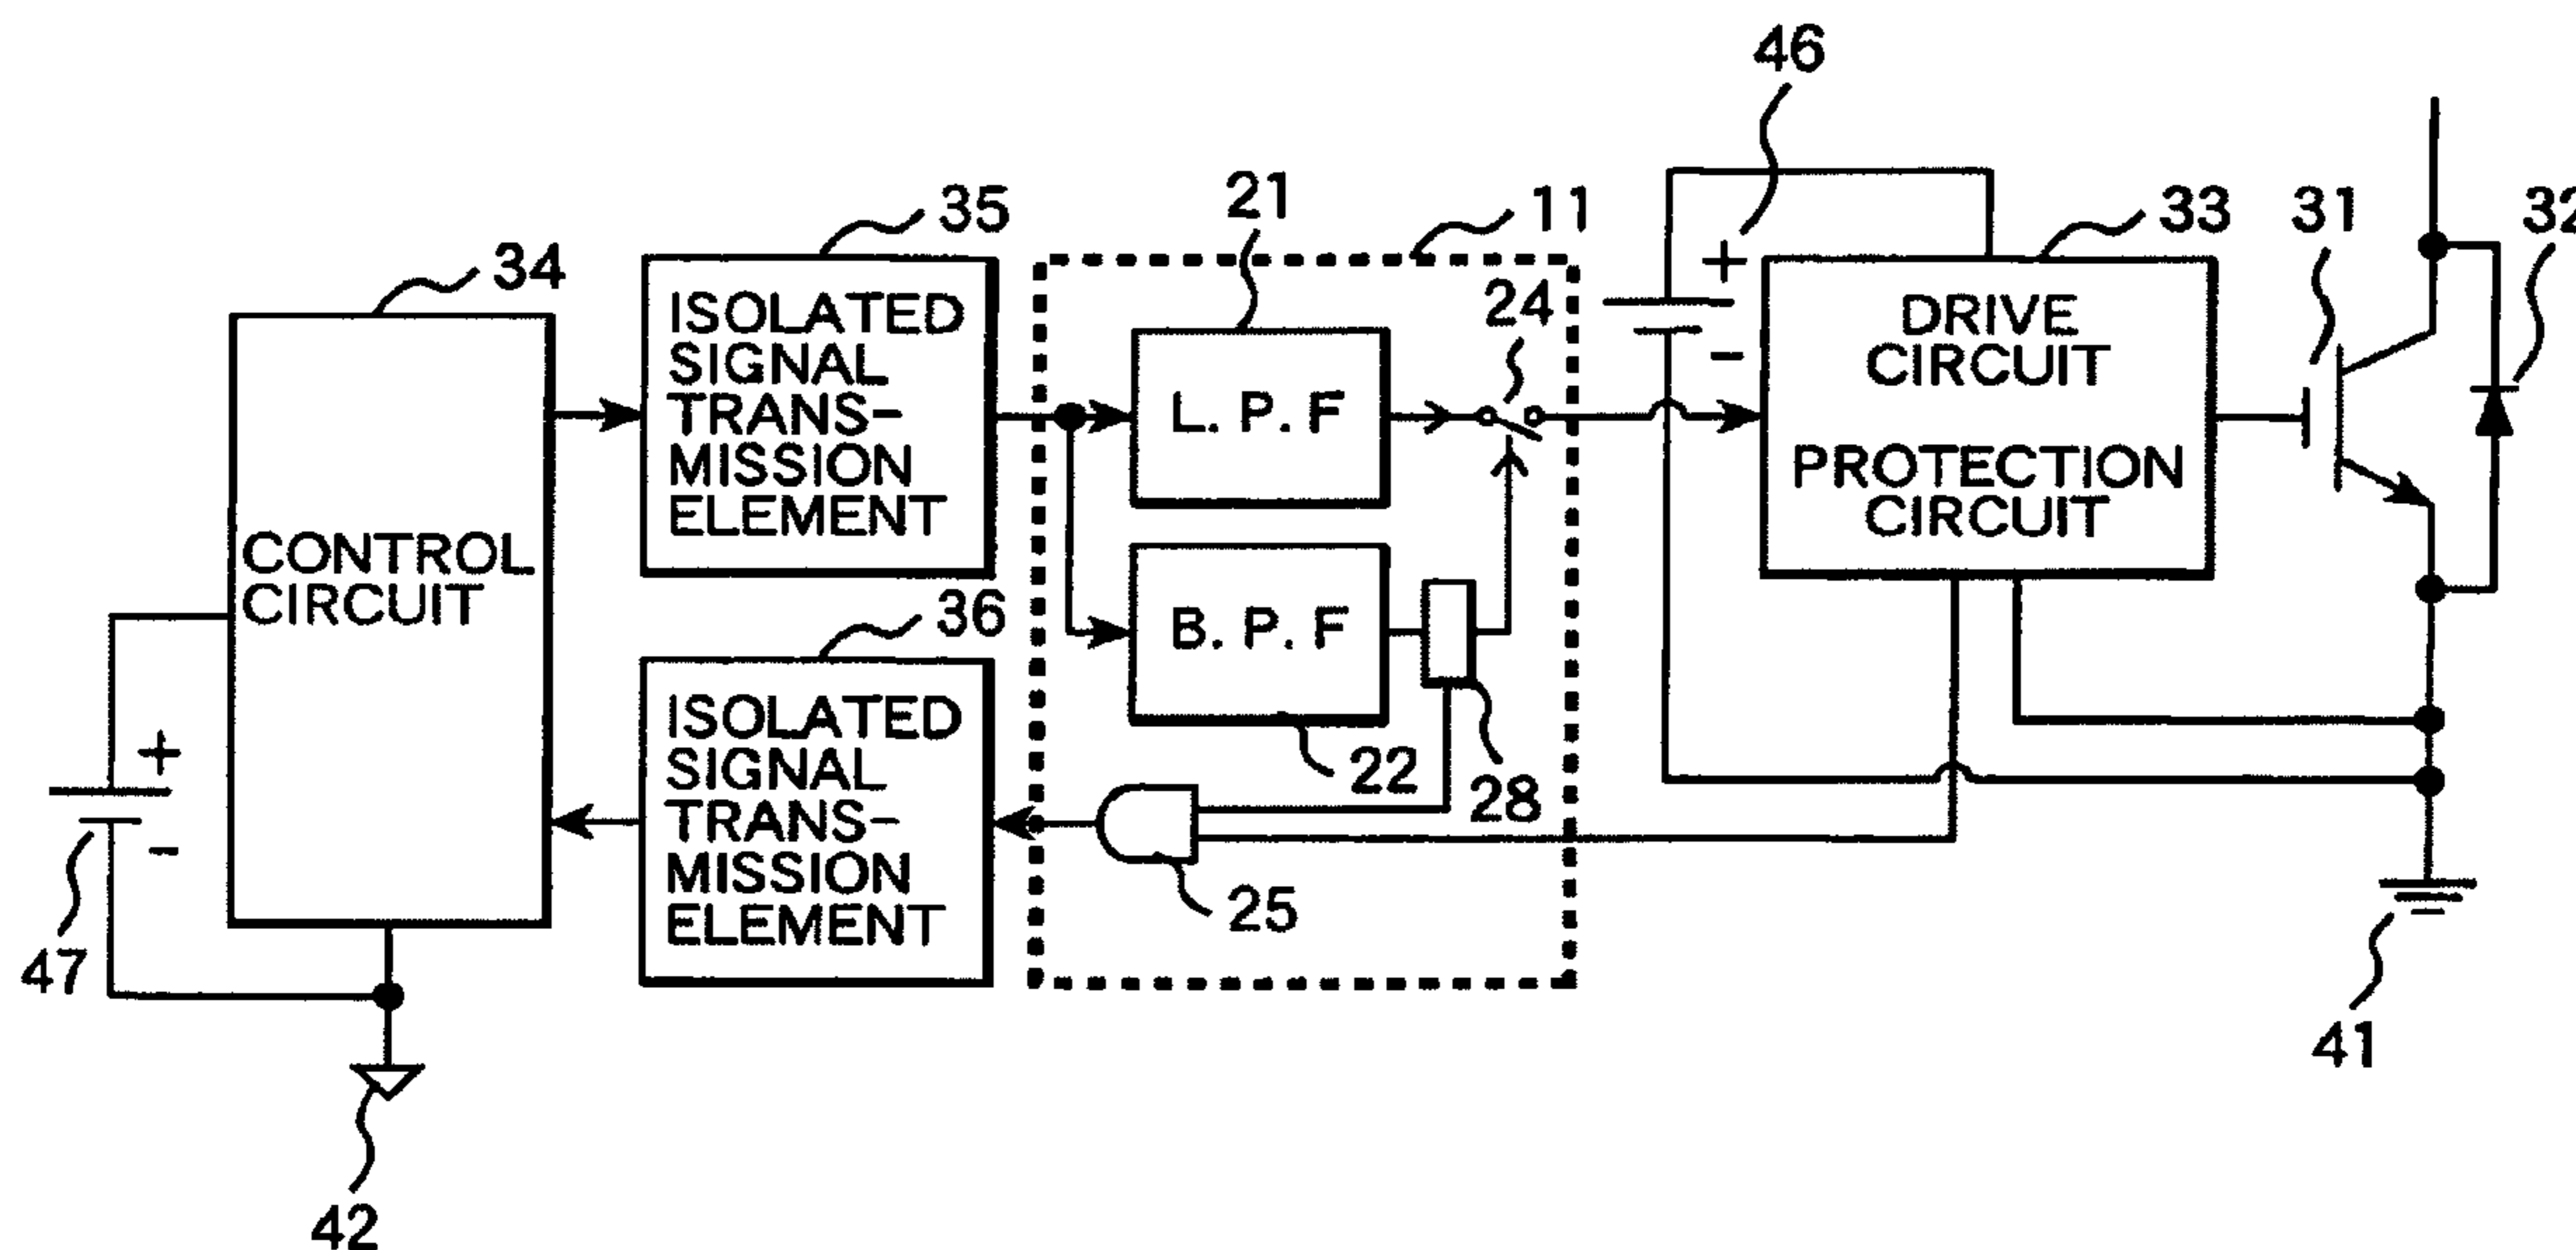 46
21
35
11
33
31
32
34
24
ISOLATED
SIGNAL
TRANS-
MISSION
ELEMENT
L. P. F
+
-
DRIVE
CIRCUIT
PROTECTION
CIRCUIT
CONTROL
CIRCUIT
36
B. P. F
ISOLATED
SIGNAL
TRANS-
MISSION
ELEMENT
22
28
25
+
-
47
41
42